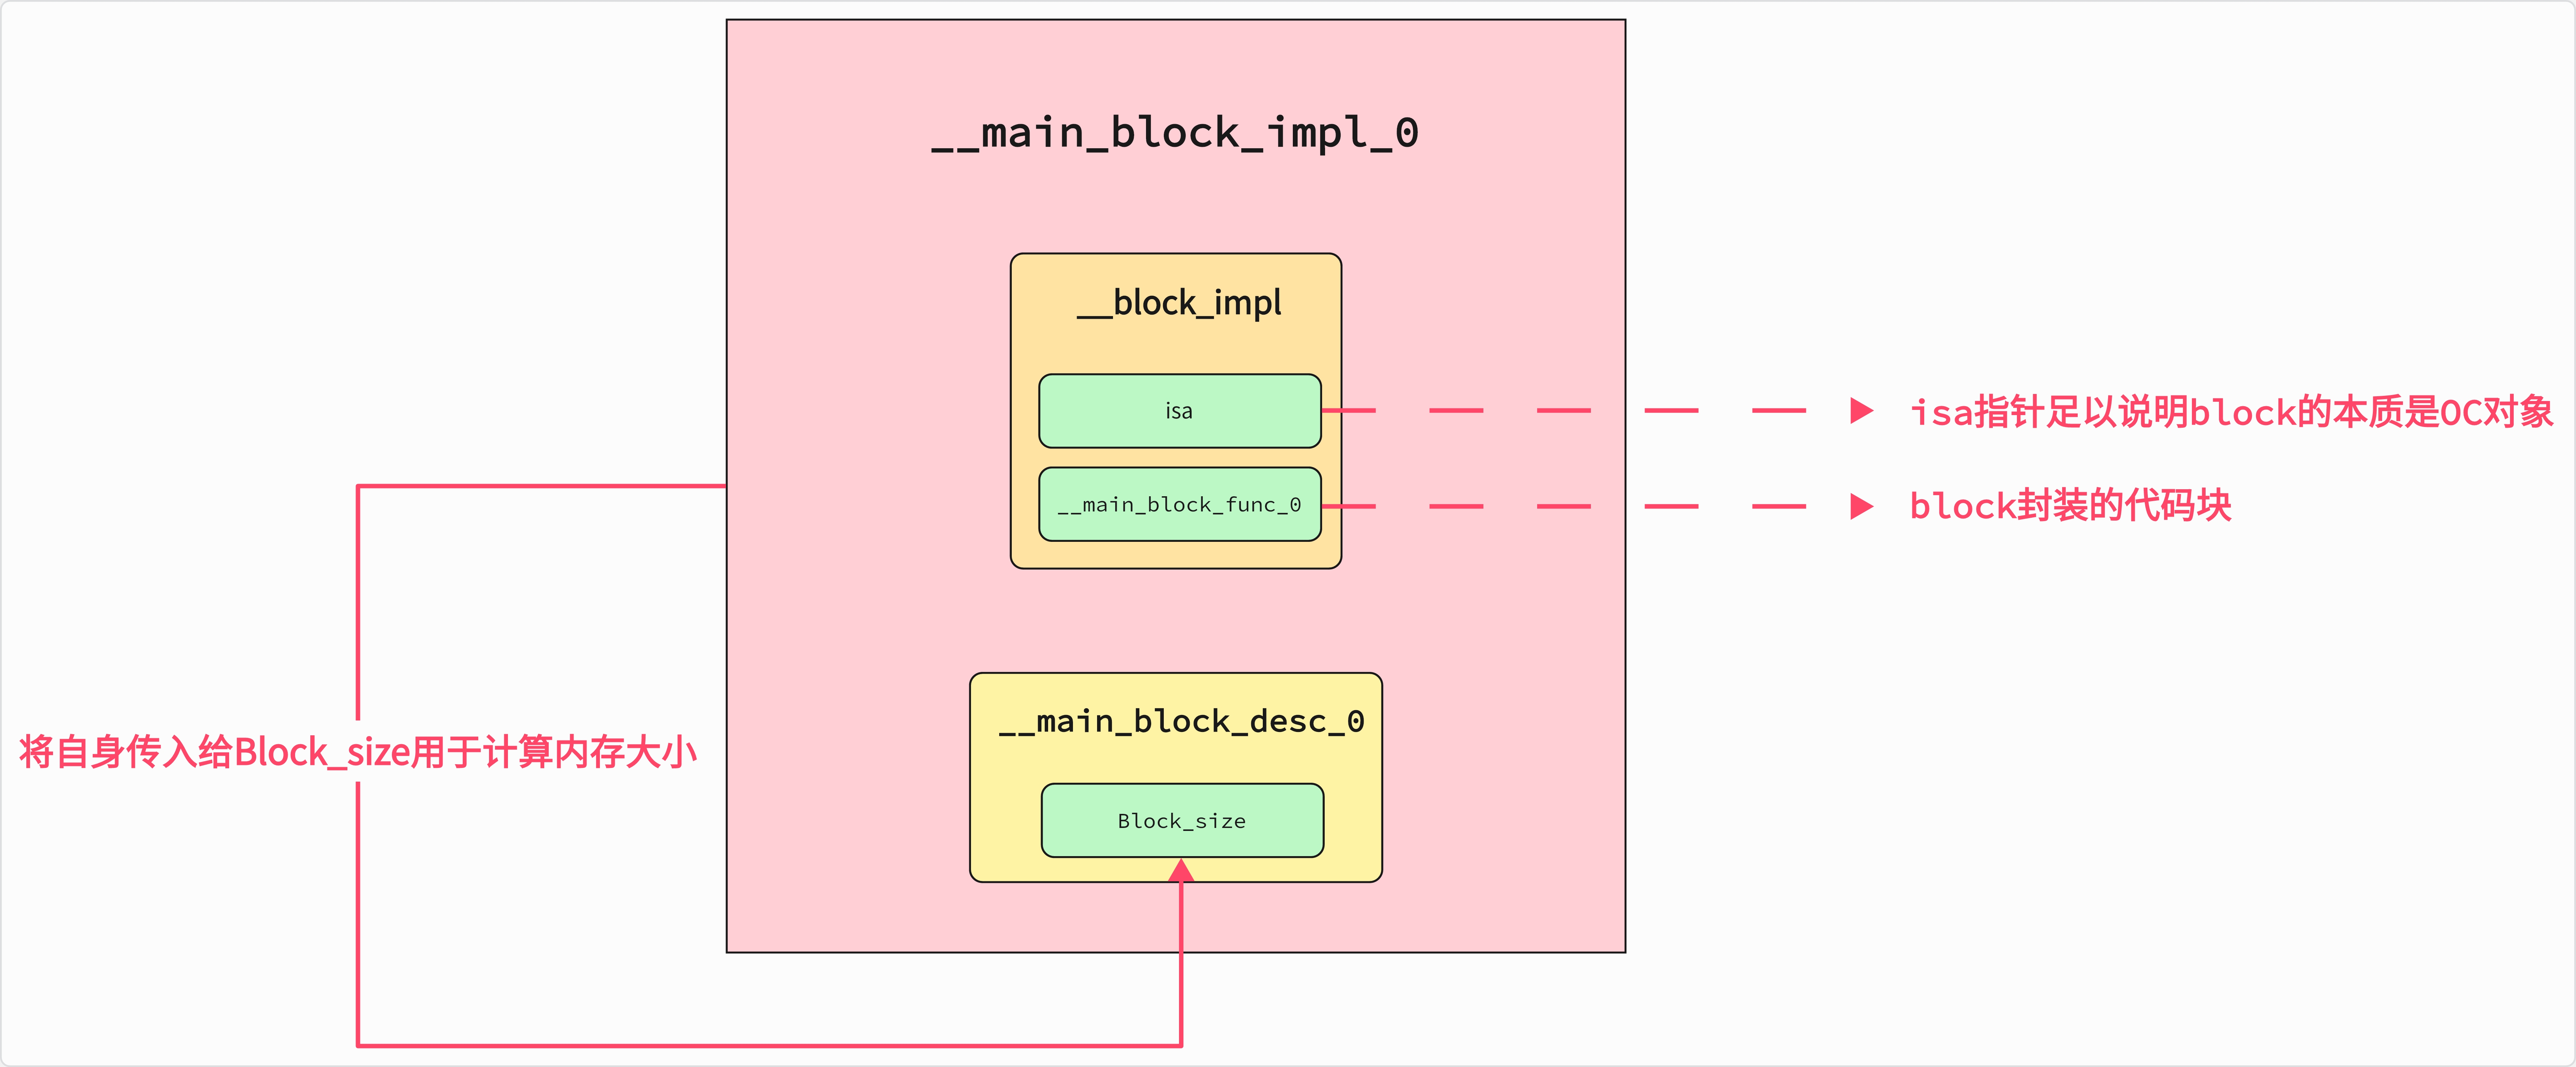 __main_block_impl_0
__block_impl
isa
isa指针足以说明block的本质是OC对象
__main_block_func_0
block封装的代码块
__main_block_desc_0
将自身传入给Block_size用于计算内存大小
Block_size